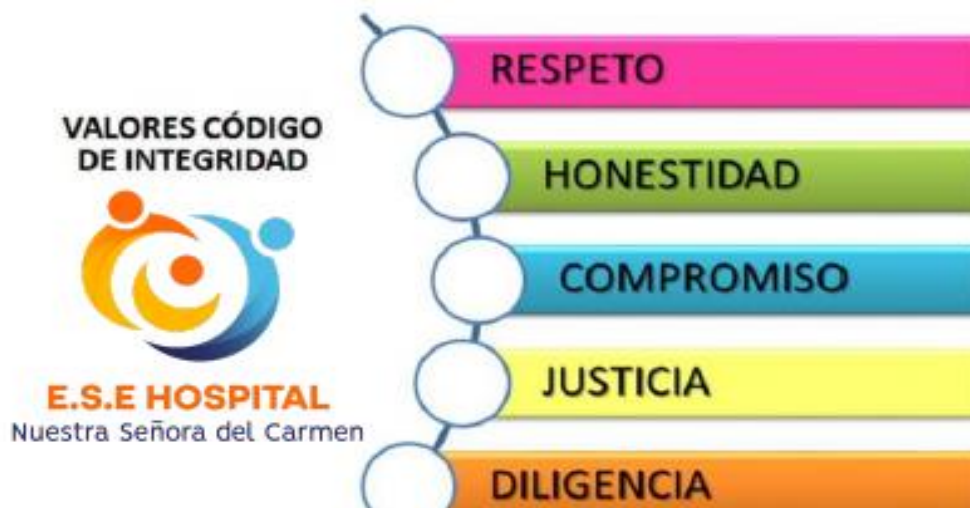 VALORES CÓDIGO
DE INTEGRIDAD
E.S.E HOSPITAL
Nuestra Señora del Carmen
RESPETO
HONESTIDAD
COMPROMISO
JUSTICIA
DILIGENCIA